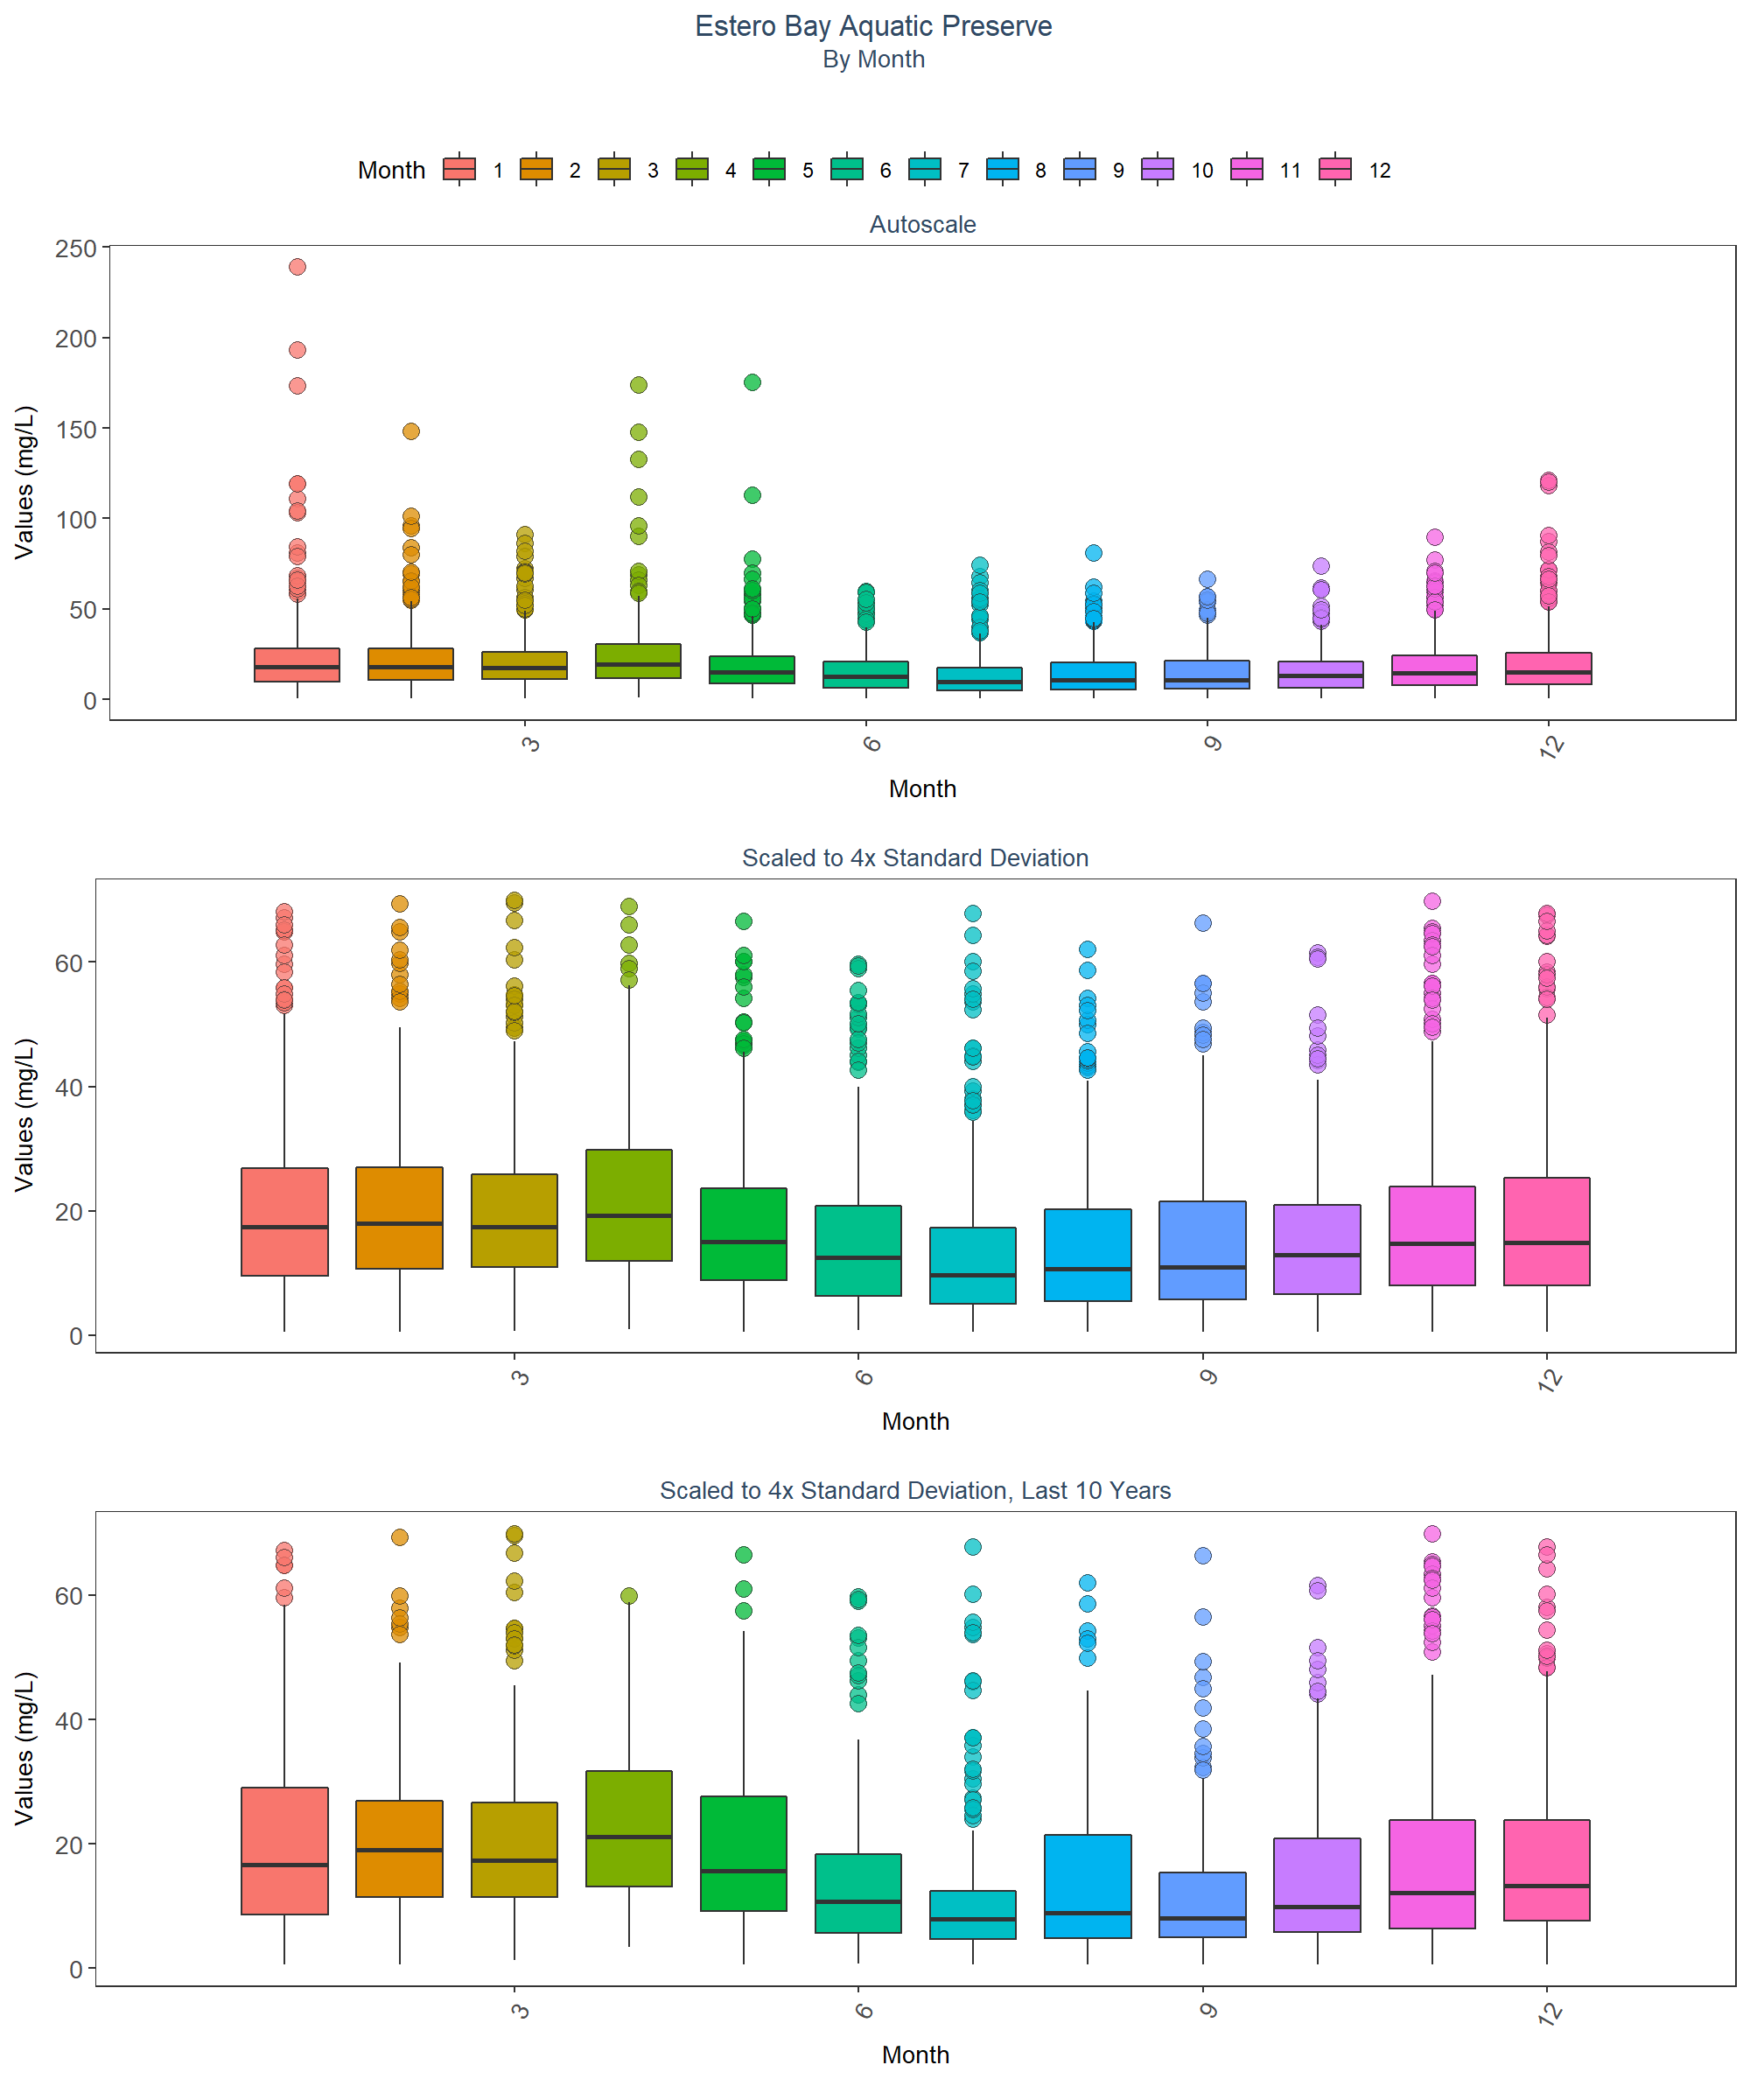 Estero Bay Aquatic Preserve
By Month
Month 1 2 3 4 5 6 7 8 9 10 11 12
Autoscale
Values (mg/L)
250
200
150
100
50
0
3 6 9 12
Month
Scaled to 4x Standard Deviation
Values (mg/L)
60
40
20
0
3 6 9 12
Month
Scaled to 4x Standard Deviation, Last 10 Years
Values (mg/L)
60
40
20
0
3 6 9 12
Month